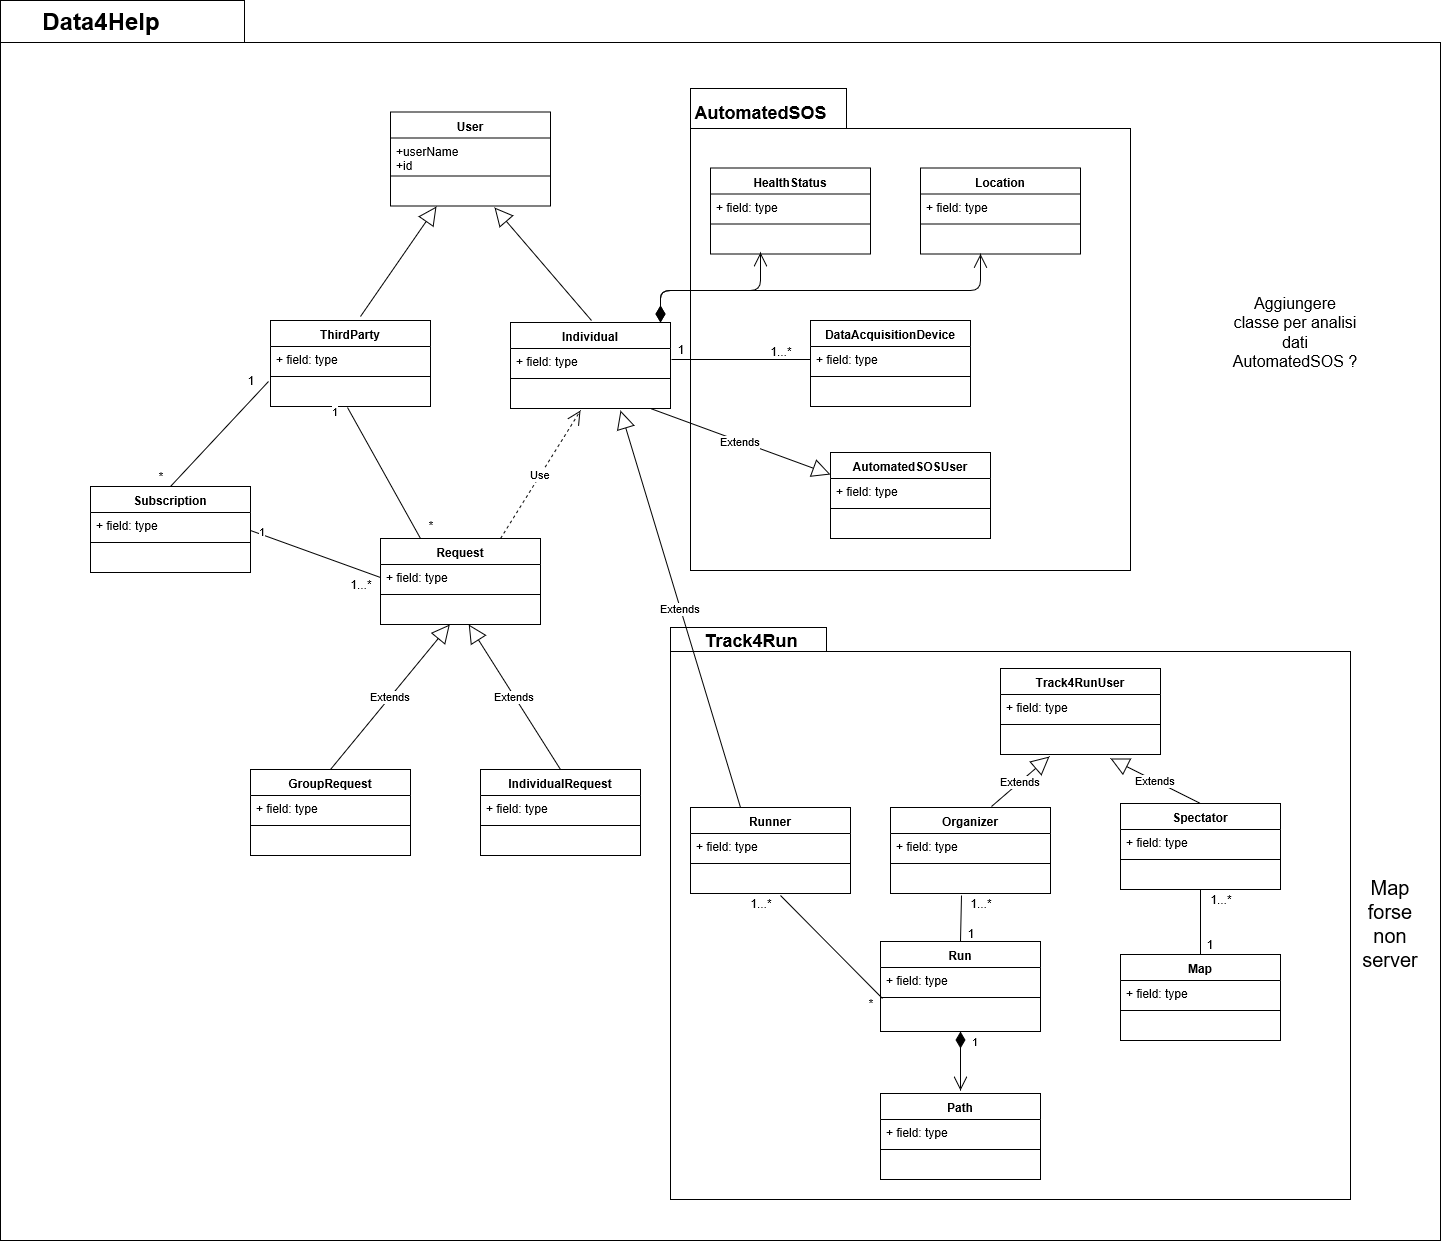 Data4Help
User
+userName
+id
AutomatedSOS
HealthStatus
+ field: type
Location
+ field: type
ThirdParty
+ field: type
1
1
Individual
+ field: type
1
1...*
DataAcquisitionDevice
+ field: type
Aggiungere
classe per analisi
dati
AutomatedSOS ?
Extends
AutomatedSOSUser
+ field: type
*
Subscription
+ field: type
1
1...*
Use
*
Request
+ field: type
Extends
Extends
GroupRequest
+ field: type
IndividualRequest
+ field: type
Extends
Track4Run
Track4RunUser
+ field: type
Extends
Extends
Runner
+ field: type
1...*
*
Organizer
+ field: type
1...*
1
Spectator
+ field: type
1...*
1
Run
+ field: type
1
Map
+ field: type
Path
+ field: type
Map
forse
non
server